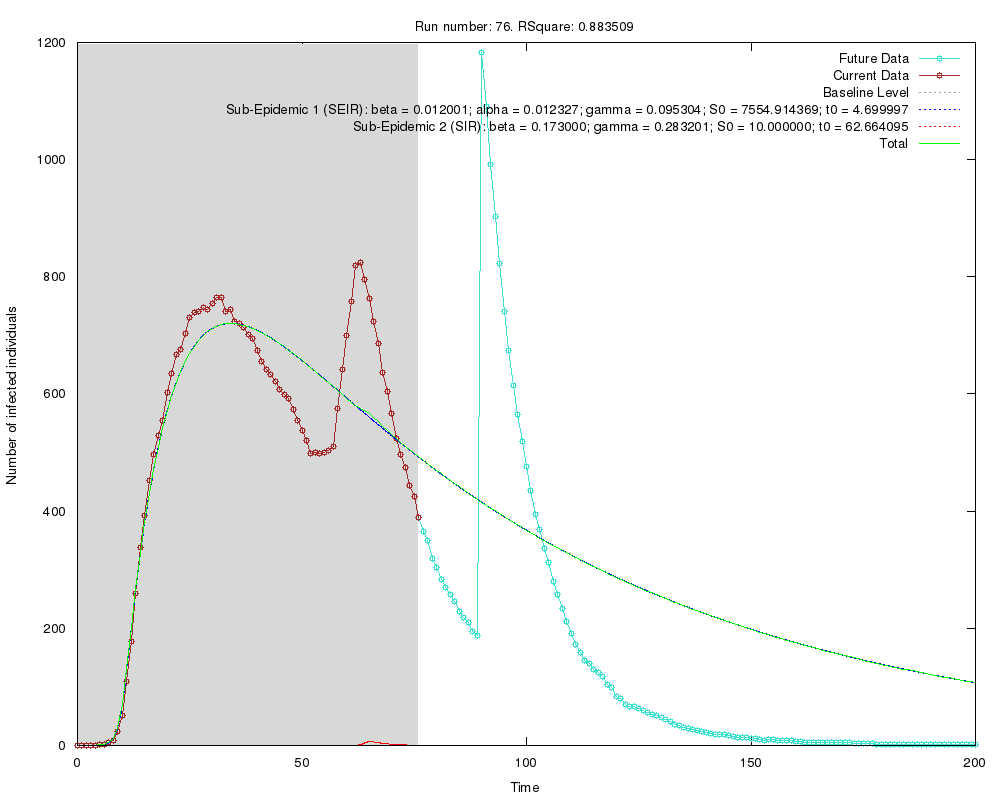 Run number: 76. RSquare: 0.883509
1200
1000
800
600
400
200
0
Number of infected individuals
Future Data
Current Data
Baseline Level
Sub-Epidemic 1 (SEIR): beta = 0.012001; alpha = 0.012327; gamma = 0.095304; S0 = 7554.914369; t0 = 4.699997
Sub-Epidemic 2 (SIR): beta = 0.173000; gamma = 0.283201; S0 = 10.000000; t0 = 62.664095
Total
0 50 100 150 200
Time